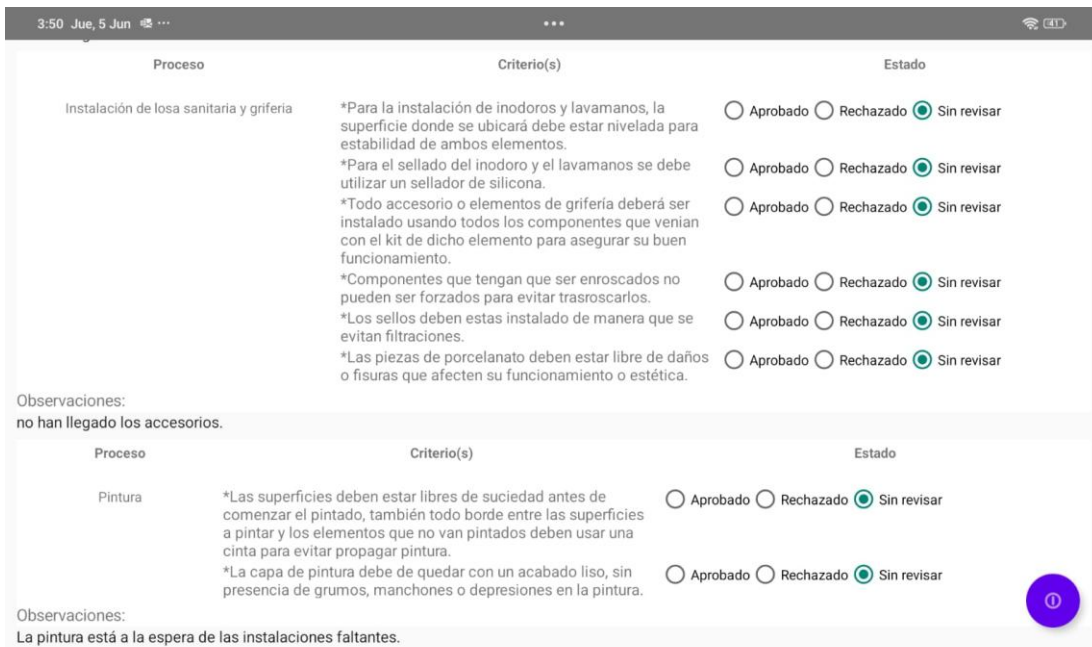 3:50 Jue, 5 Jun
Proceso Criterio(s) Estado
Instalación de losa sanitaria y griferia
*Para la instalación de inodoros y lavamanos, la
superficie donde se ubicará debe estar nivelada para
estabilidad de ambos elementos.
Aprobado Rechazado Sin revisar
*Para el sellado del inodoro y el lavamanos se debe
utilizar un sellador de silicona.
Aprobado Rechazado Sin revisar
*Todo accesorio o elementos de grifería deberá ser
instalado usando todos los componentes que venian
con el kit de dicho elemento para asegurar su buen
funcionamiento.
Aprobado Rechazado Sin revisar
*Componentes que tengan que ser enroscados no
pueden ser forzados para evitar trasroscarlos.
Aprobado Rechazado Sin revisar
*Los sellos deben estas instalado de manera que se
evitan filtraciones.
Aprobado Rechazado Sin revisar
*Las piezas de porcelanato deben estar libre de daños
o fisuras que afecten su funcionamiento o estética.
Aprobado Rechazado Sin revisar
Observaciones:
no han llegado los accesorios.
Proceso Criterio(s) Estado
Pintura
*Las superficies deben estar libres de suciedad antes de
comenzar el pintado, también todo borde entre las superficies
a pintar y los elementos que no van pintados deben usar una
cinta para evitar propagar pintura.
Aprobado Rechazado Sin revisar
*La capa de pintura debe de quedar con un acabado liso, sin
presencia de grumos, manchones o depresiones en la pintura.
Aprobado Rechazado Sin revisar
Observaciones:
La pintura está a la espera de las instalaciones faltantes.